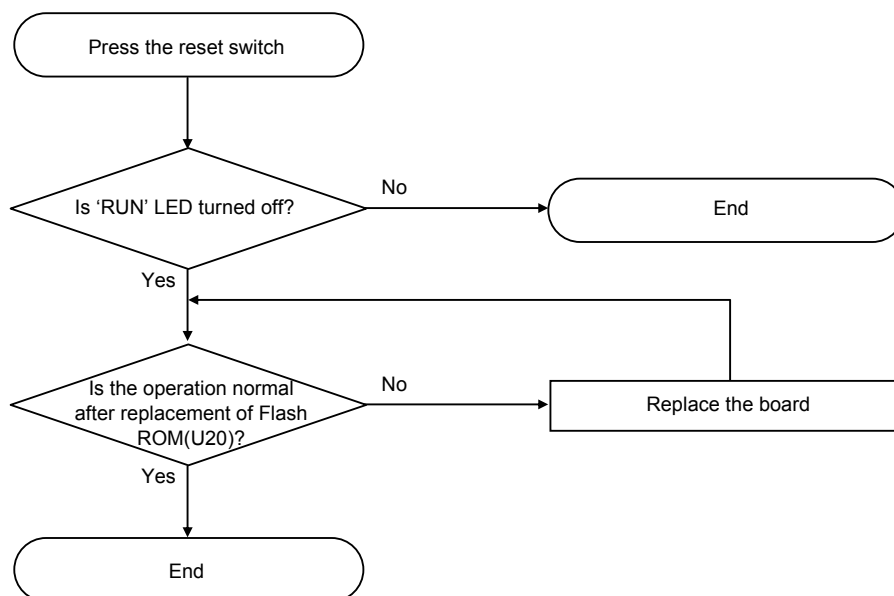 Press the reset switch
Is ‘RUN’ LED turned off?
No
End
Yes
Is the operation normal
after replacement of Flash
ROM(U20)?
No
Replace the board
Yes
End